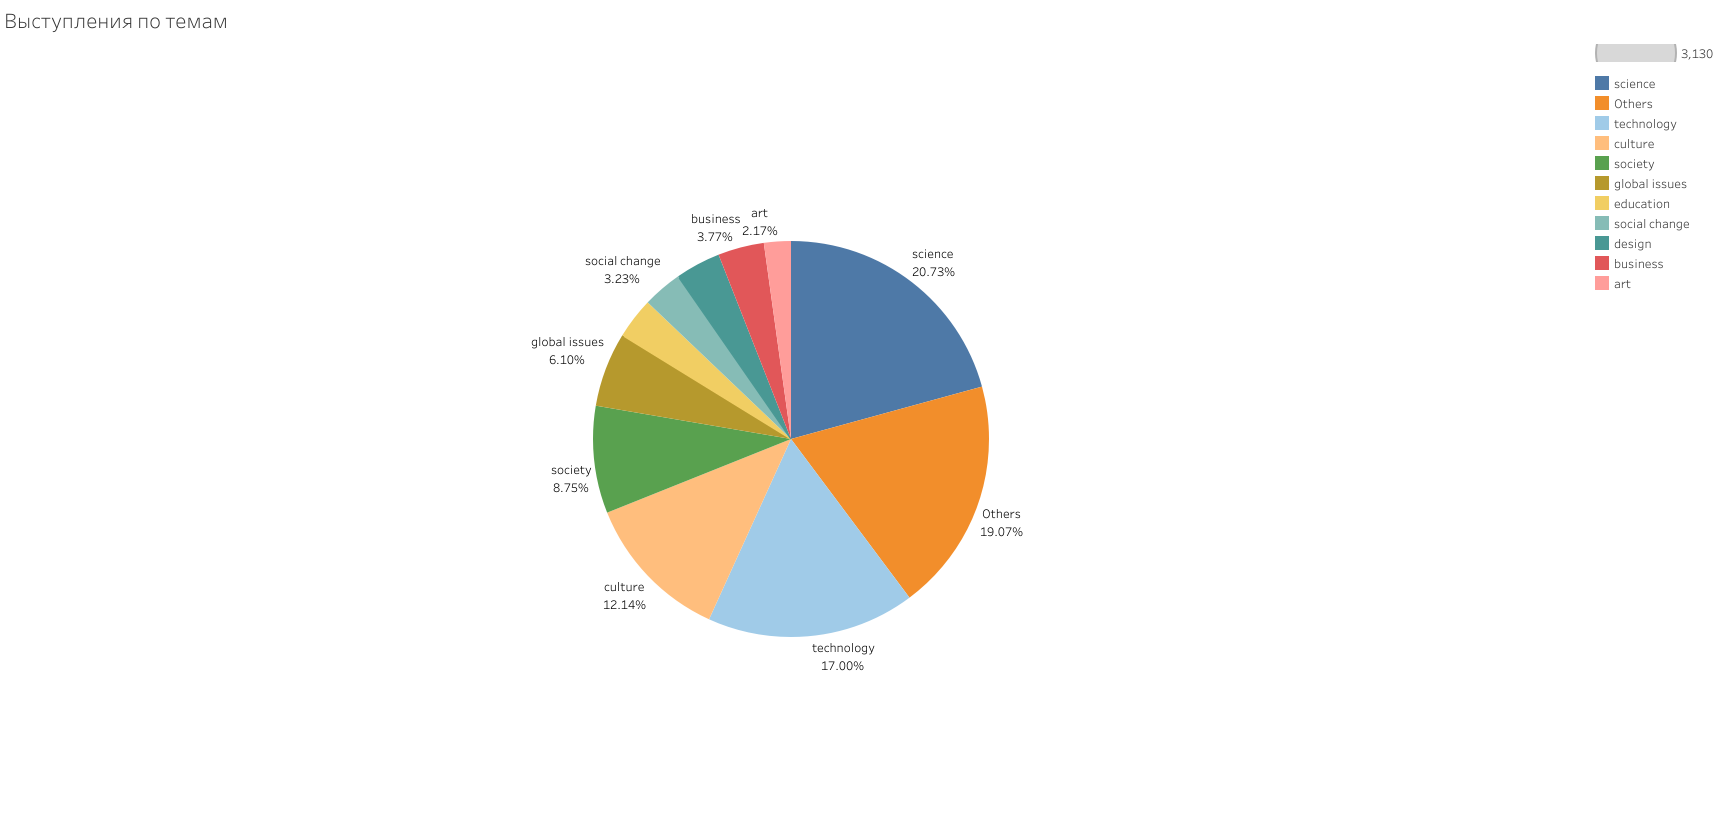 Выступления по темам
3,130
science
Others
technology
culture
society
global issues
education
social change
design
business
art
art
2.17%
business
3.77%
science
20.73%
social change
3.23%
global issues
6.10%
society
8.75%
Others
19.07%
culture
12.14%
technology
17.00%